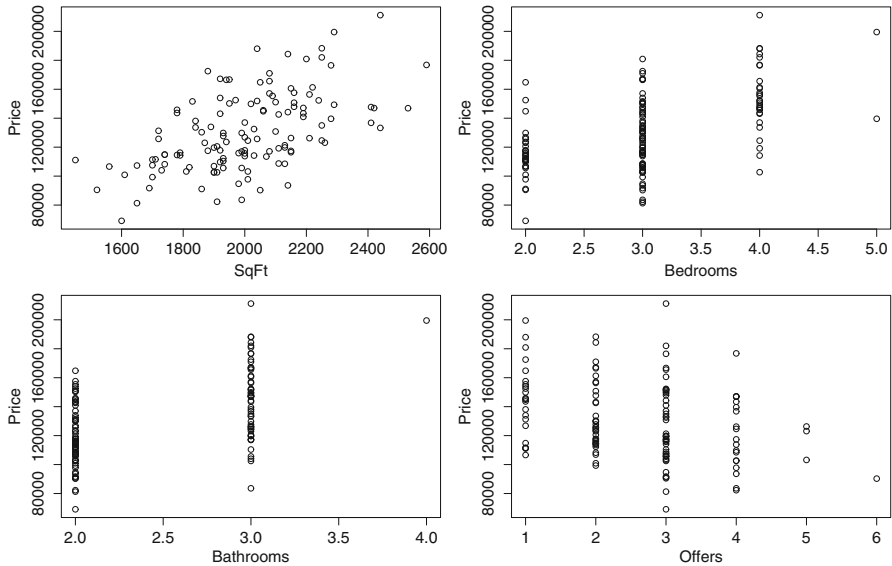 Price
80000 120000 160000 200000
1600 1800 2000 2200 2400 2600
SqFt
Price
80000 120000 160000 200000
2.0 2.5 3.0 3.5 4.0 4.5 5.0
Bedrooms
Price
80000 120000 160000 200000
2.0 2.5 3.0 3.5 4.0
Bathrooms
Price
80000 120000 160000 200000
1 2 3 4 5 6
Offers